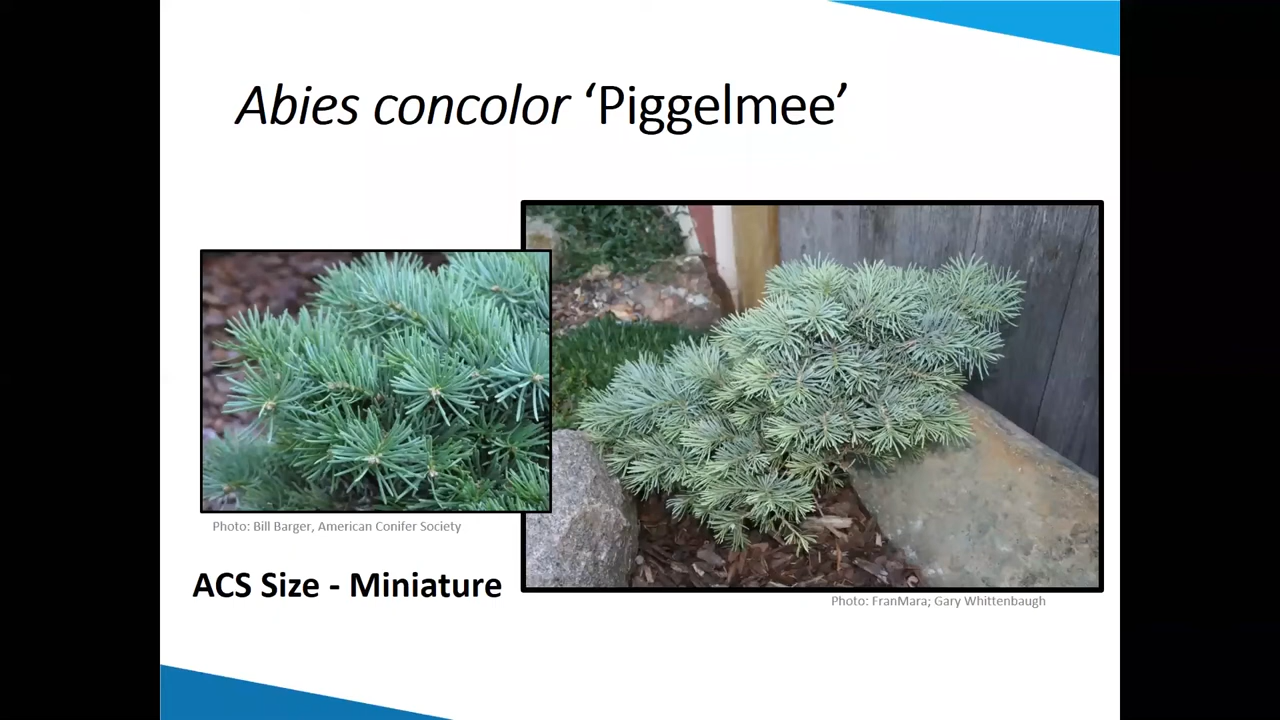 Abies concolor ‘Piggelmee’
Photo: Bill Barger, American Conifer Society
ACS Size - Miniature
Photo: FranMara; Gary Whittenbaugh